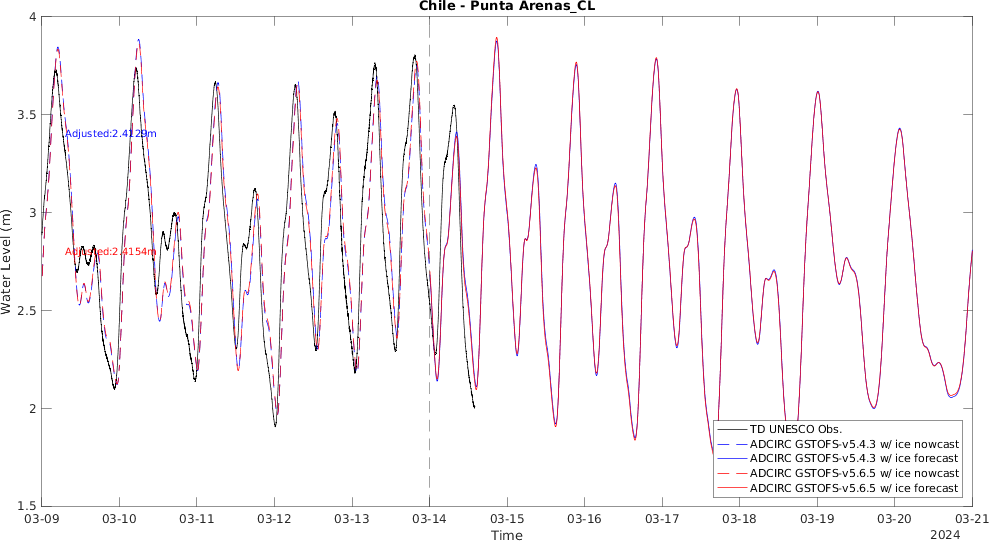 Chile - Punta Arenas_CL
4
3.5
3
2.5
2
1.5
Water Level (m)
Adjusted:2.4129m
Adjusted:2.4154m
TD UNESCO Obs.
ADCIRC GSTOFS-v5.4.3 w/ ice nowcast
ADCIRC GSTOFS-v5.4.3 w/ ice forecast
ADCIRC GSTOFS-v5.6.5 w/ ice nowcast
ADCIRC GSTOFS-v5.6.5 w/ ice forecast
03-09 03-10 03-11 03-12 03-13 03-14 03-15 03-16 03-17 03-18 03-19 03-20 03-21
Time
2024